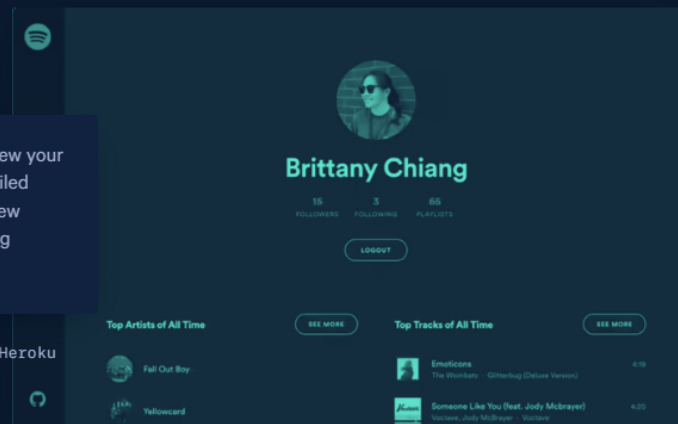 ew your
iled
ew
g
Heroku
Brittany Chiang
15 3 65
FOLLOWERS FOLLOWING PLAYLISTS
LOGOUT
Top Artists of All Time SEE MORE
Fall Out Boy
Yellowcard
Top Tracks of All Time SEE MORE
Emoticons 4:19
The Wombats · Glitterbug (Deluxe Version)
Someone Like You (feat. Jody Mcbrayer) 4:20
Voctave, Jody McBrayer · Voctave